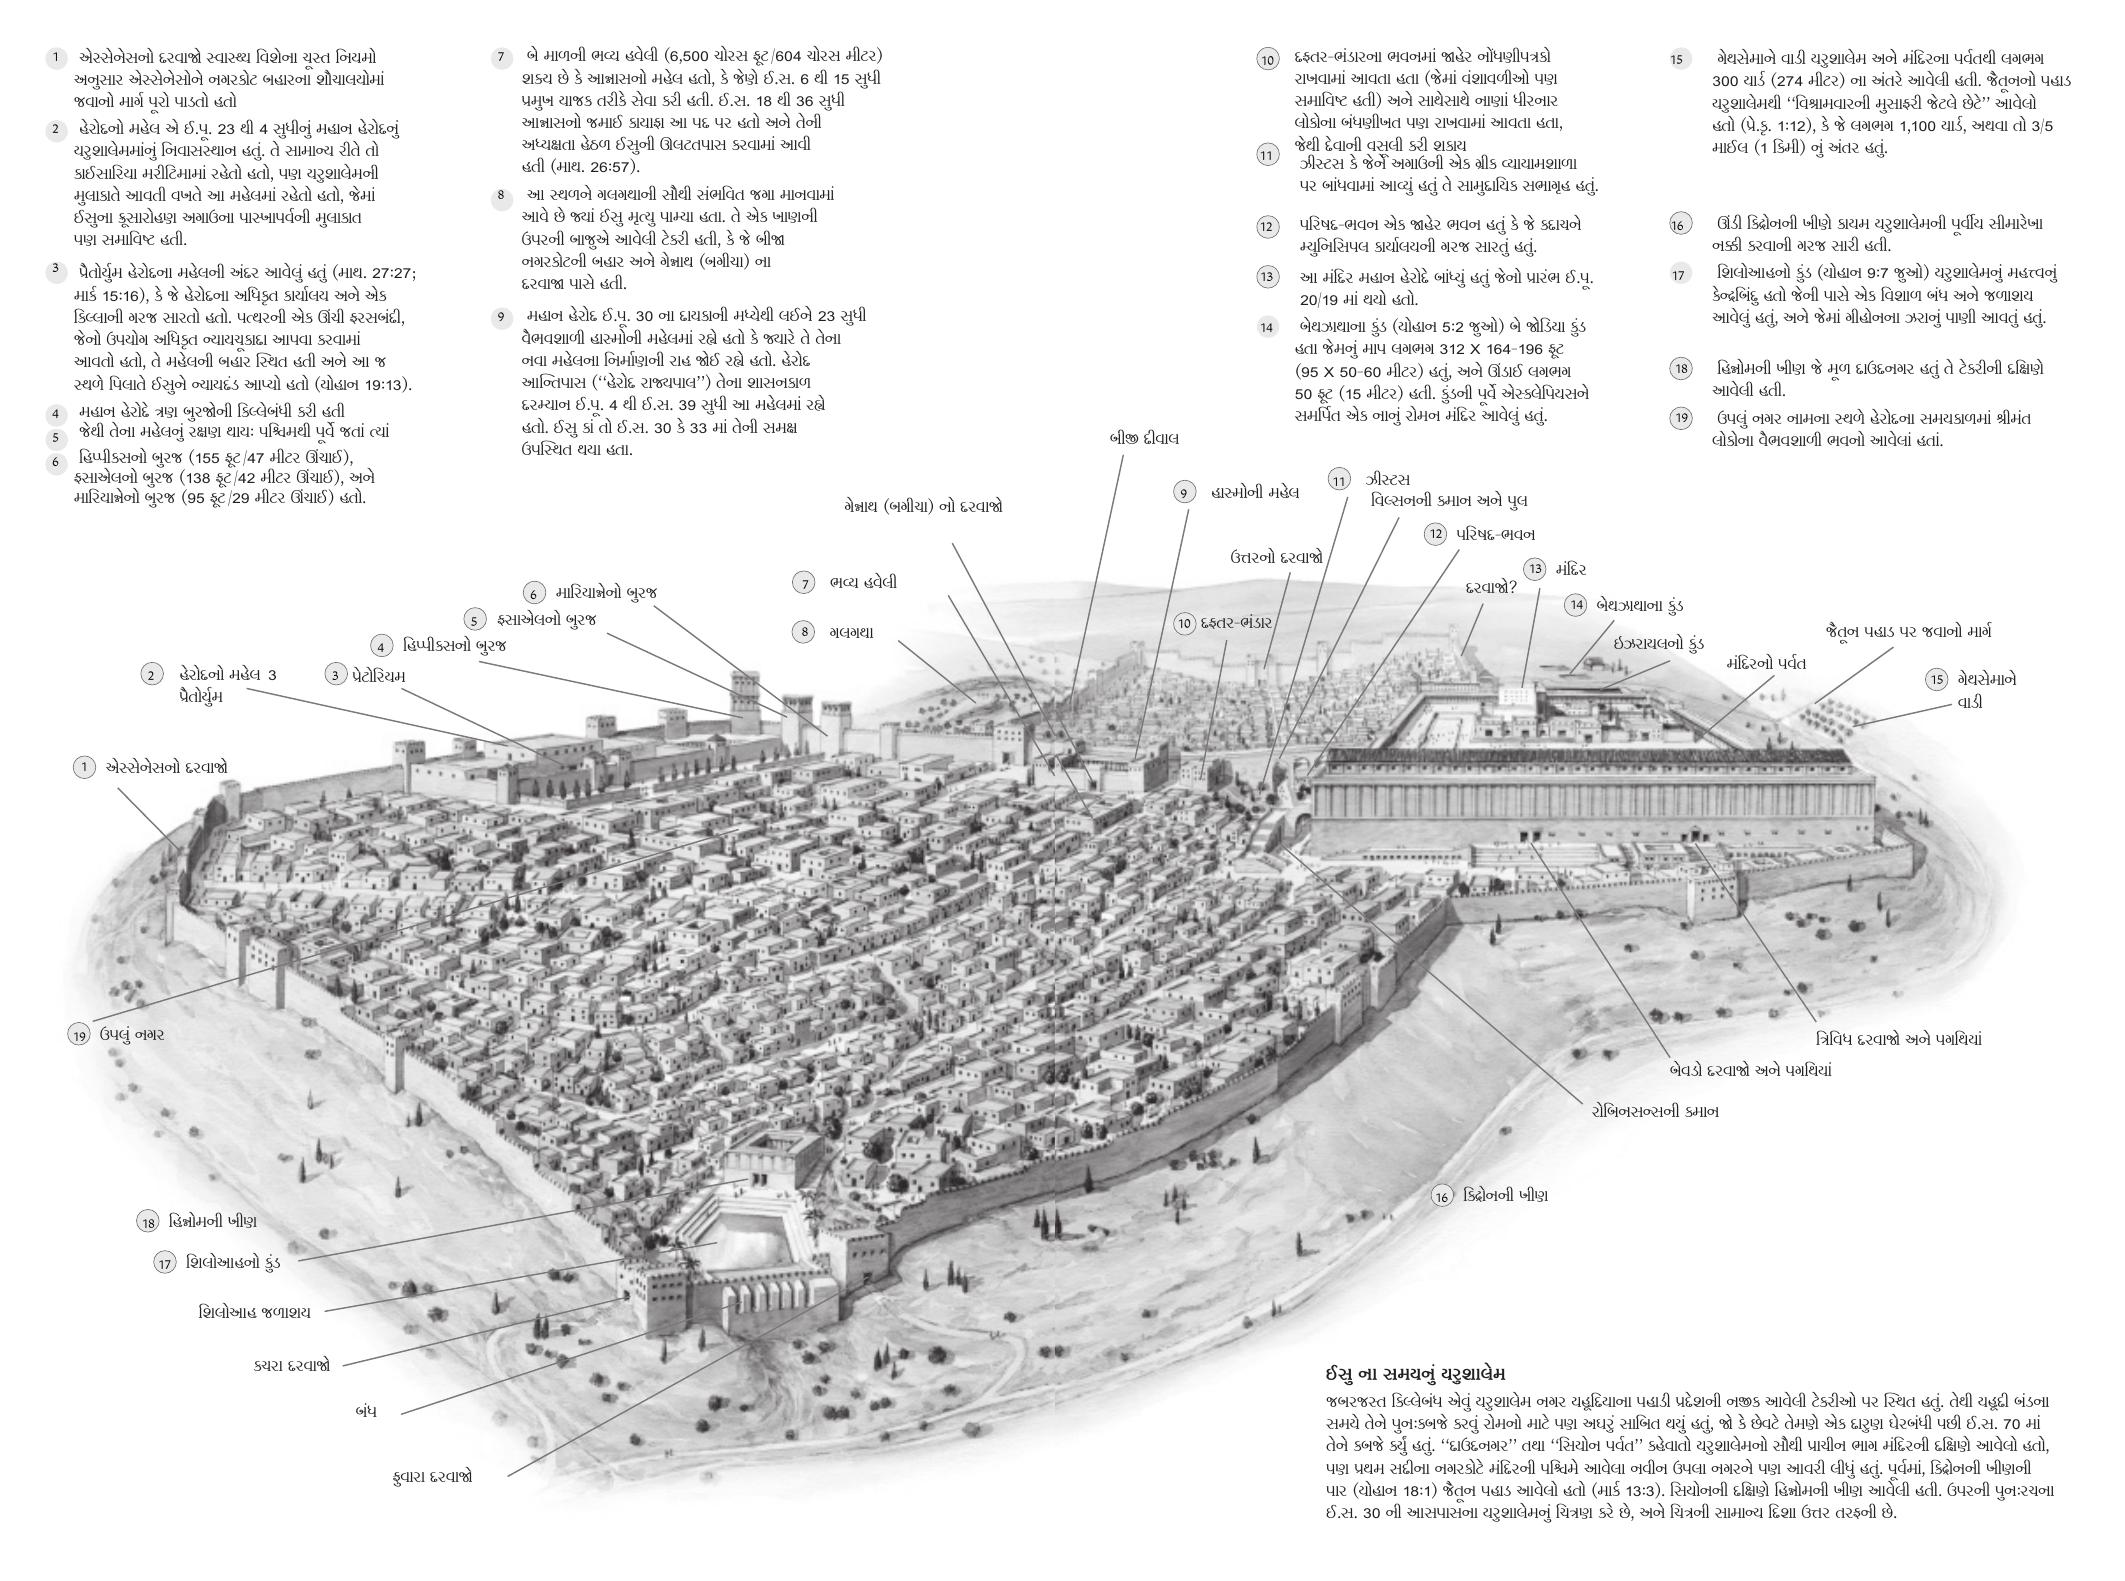 1 એસ્સેનેસનો દરવાજો સ્વાસ્થ્ય વિશેના ચૂસ્ત નિયમો
અનુસાર એસ્સેનેસોને નગરકોટ બહારના શૌચાલયોમાં
જવાનો માર્ગ પૂરો પાડતો હતો
2 હેરોદનો મહેલ એ ઈ.પૂ. 23 થી 4 સુધીનું મહાન હેરોદનું
યરુશાલેમમાંનું નિવાસસ્થાન હતું. તે સામાન્ય રીતે તો
કાઈસારિયા મરીટિમામાં રહેતો હતો, પણ યરુશાલેમની
મુલાકાતે આવતી વખતે આ મહેલમાં રહેતો હતો, જેમાં
ઈસુના ક્રૂસારોહણ અગાઉના પાસ્ખાપર્વની મુલાકાત
પણ સમાવિષ્ટ હતી.
3 પ્રૈતોર્યુમ હેરોદના મહેલની અંદર આવેલું હતું (માથ. 27:27;
માર્ક 15:16), કે જે હેરોદના અધિકૃત કાર્યાલય અને એક
કિલ્લાની ગરજ સારતો હતો. પત્થરની એક ઊંચી ફરસબંદી,
જેનો ઉપયોગ અધિકૃત ન્યાયચૂકાદા આપવા કરવામાં
આવતો હતો, તે મહેલની બહાર સ્થિત હતી અને આ જ
સ્થળે પિલાતે ઈસુને ન્યાયદંડ આપ્યો હતો (યોહાન 19:13).
4 મહાન હેરોદે ત્રણ બુરજોની કિલ્લેબંધી કરી હતી
5 જેથી તેના મહેલનું રક્ષણ થાય: પશ્ચિમથી પૂર્વે જતાં ત્યાં
6 હિપ્પીક્સનો બુરજ (155 ફૂટ/47 મીટર ઊંચાઈ),
ફસાએલનો બુરજ (138 ફૂટ/42 મીટર ઊંચાઈ), અને
મારિયાન્નેનો બુરજ (95 ફૂટ/29 મીટર ઊંચાઈ) હતો.
7 બે માળની ભવ્ય હવેલી (6,500 ચોરસ ફૂટ/604 ચોરસ મીટર)
શક્ય છે કે આન્નાસનો મહેલ હતો, કે જેણે ઈ.સ. 6 થી 15 સુધી
પ્રમુખ યાજક તરીકે સેવા કરી હતી. ઈ.સ. 18 થી 36 સુધી
આન્નાસનો જમાઈ કાયાફા આ પદ પર હતો અને તેની
અધ્યક્ષતા હેઠળ ઈસુની ઊલટતપાસ કરવામાં આવી
હતી (માથ. 26:57).
8 આ સ્થળને ગલગથાની સૌથી સંભવિત જગા માનવામાં
આવે છે જ્યાં ઈસુ મૃત્યુ પામ્યા હતા. તે એક ખાણની
ઉપરની બાજુએ આવેલી ટેકરી હતી, કે જે બીજા
નગરકોટની બહાર અને ગેન્નાથ (બગીચા) ના
દરવાજા પાસે હતી.
9 મહાન હેરોદ ઈ.પૂ. 30 ના દાયકાની મધ્યેથી લઈને 23 સુધી
વૈભવશાળી હાસ્મોની મહેલમાં રહ્યો હતો કે જ્યારે તે તેના
નવા મહેલના નિર્માણની રાહ જોઈ રહ્યો હતો. હેરોદ
આન્તિપાસ (‘‘હેરોદ રાજ્યપાલ’’) તેના શાસનકાળ
દરમ્યાન ઈ.પૂ. 4 થી ઈ.સ. 39 સુધી આ મહેલમાં રહ્યો
હતો. ઈસુ કાં તો ઈ.સ. 30 કે 33 માં તેની સમક્ષ
ઉપસ્થિત થયા હતા.
10 દફતર-ભંડારના ભવનમાં જાહેર નોંધણીપત્રકો
રાખવામાં આવતા હતા (જેમાં વંશાવળીઓ પણ
સમાવિષ્ટ હતી) અને સાથેસાથે નાણાં ધીરનાર
લોકોના બંધણીખત પણ રાખવામાં આવતા હતા,
જેથી દેવાની વસુલી કરી શકાય
11 ઝીસ્ટસ કે જેને અગાઉની એક ગ્રીક વ્યાયામશાળા
પર બાંધવામાં આવ્યું હતું તે સામુદાયિક સભાગૃહ હતું.
12 પરિષદ-ભવન એક જાહેર ભવન હતું કે જે કદાચને
મ્યુનિસિપલ કાર્યાલયની ગરજ સારતું હતું.
13 આ મંદિર મહાન હેરોદે બાંધ્યું હતું જેનો પ્રારંભ ઈ.પૂ.
20/19 માં થયો હતો.
14 બેથઝાથાના કુંડ (યોહાન 5:2 જુઓ) બે જોડિયા કુંડ
હતા જેમનું માપ લગભગ 312 X 164-196 ફૂટ
(95 X 50-60 મીટર) હતું, અને ઊંડાઈ લગભગ
50 ફૂટ (15 મીટર) હતી. કુંડની પૂર્વે એસ્ક્લેપિયસને
સમર્પિત એક નાનું રોમન મંદિર આવેલું હતું.
15 ગેથસેમાને વાડી યરુશાલેમ અને મંદિરના પર્વતથી લગભગ
300 યાર્ડ (274 મીટર) ના અંતરે આવેલી હતી. જૈતૂનનો પહાડ
યરુશાલેમથી ‘‘વિશ્રામવારની મુસાફરી જેટલે છેટે’’ આવેલો
હતો (પ્રે.કૃ. 1:12), કે જે લગભગ 1,100 યાર્ડ, અથવા તો 3/5
માઈલ (1 કિમી) નું અંતર હતું.
16 ઊંડી કિદ્રોનની ખીણે કાયમ યરુશાલેમની પૂર્વીય સીમારેખા
નક્કી કરવાની ગરજ સારી હતી.
17 શિલોઆહનો કુંડ (યોહાન 9:7 જુઓ) યરુશાલેમનું મહત્ત્વનું
કેન્દ્રબિંદુ હતો જેની પાસે એક વિશાળ બંધ અને જળાશય
આવેલું હતું, અને જેમાં ગીહોનના ઝરાનું પાણી આવતું હતું.
18 હિન્નોમની ખીણ જે મૂળ દાઉદનગર હતું તે ટેકરીની દક્ષિણે
આવેલી હતી.
19 ઉપલું નગર નામના સ્થળે હેરોદના સમયકાળમાં શ્રીમંત
લોકોના વૈભવશાળી ભવનો આવેલાં હતાં.
બીજી દીવાલ
ગેન્નાથ (બગીચા) નો દરવાજો
9 હાસ્મોની મહેલ
11 ઝીસ્ટસ
વિલ્સનની કમાન અને પુલ
12 પરિષદ-ભવન
ઉત્તરનો દરવાજો
13 મંદિર
દરવાજો?
14 બેથઝાથાના કુંડ
7 ભવ્ય હવેલી
6 મારિયાન્નેનો બુરજ
5 ફસાએલનો બુરજ
8 ગલગથા
10 દફતર-ભંડાર
4 હિપ્પીક્સનો બુરજ
ઇઝરાયલનો કુંડ
જૈતૂન પહાડ પર જવાનો માર્ગ
મંદિરનો પર્વત
2 હેરોદનો મહેલ 3
પ્રૈતોર્યુમ
3 પ્રેટોરિયમ
15 ગેથસેમાને
વાડી
1 એસ્સેનેસનો દરવાજો
19 ઉપલું નગર
ત્રિવિધ દરવાજો અને પગથિયાં
બેવડો દરવાજો અને પગથિયાં
રોબિનસન્સની કમાન
16 કિદ્રોનની ખીણ
18 હિન્નોમની ખીણ
17 શિલોઆહનો કુંડ
શિલોઆહ જળાશય
કચરા દરવાજો
બંધ
ફુવારા દરવાજો
ઈસુ ના સમયનું યરુશાલેમ
જબરજસ્ત કિલ્લેબંધ એવું યરુશાલેમ નગર યહૂદિયાના પહાડી પ્રદેશની નજીક આવેલી ટેકરીઓ પર સ્થિત હતું. તેથી યહૂદી બંડના
સમયે તેને પુનઃકબજે કરવું રોમનો માટે પણ અઘરું સાબિત થયું હતું, જો કે છેવટે તેમણે એક દારુણ ઘેરબંધી પછી ઈ.સ. 70 માં
તેને કબજે કર્યું હતું. ‘‘દાઉદનગર’’ તથા ‘‘સિયોન પર્વત’’ કહેવાતો યરુશાલેમનો સૌથી પ્રાચીન ભાગ મંદિરની દક્ષિણે આવેલો હતો,
પણ પ્રથમ સદીના નગરકોટે મંદિરની પશ્ચિમે આવેલા નવીન ઉપલા નગરને પણ આવરી લીધું હતું. પૂર્વમાં, કિદ્રોનની ખીણની
પાર (યોહાન 18:1) જૈતૂન પહાડ આવેલો હતો (માર્ક 13:3). સિયોનની દક્ષિણે હિન્નોમની ખીણ આવેલી હતી. ઉપરની પુનઃરચના
ઈ.સ. 30 ની આસપાસના યરુશાલેમનું ચિત્રણ કરે છે, અને ચિત્રની સામાન્ય દિશા ઉત્તર તરફની છે.